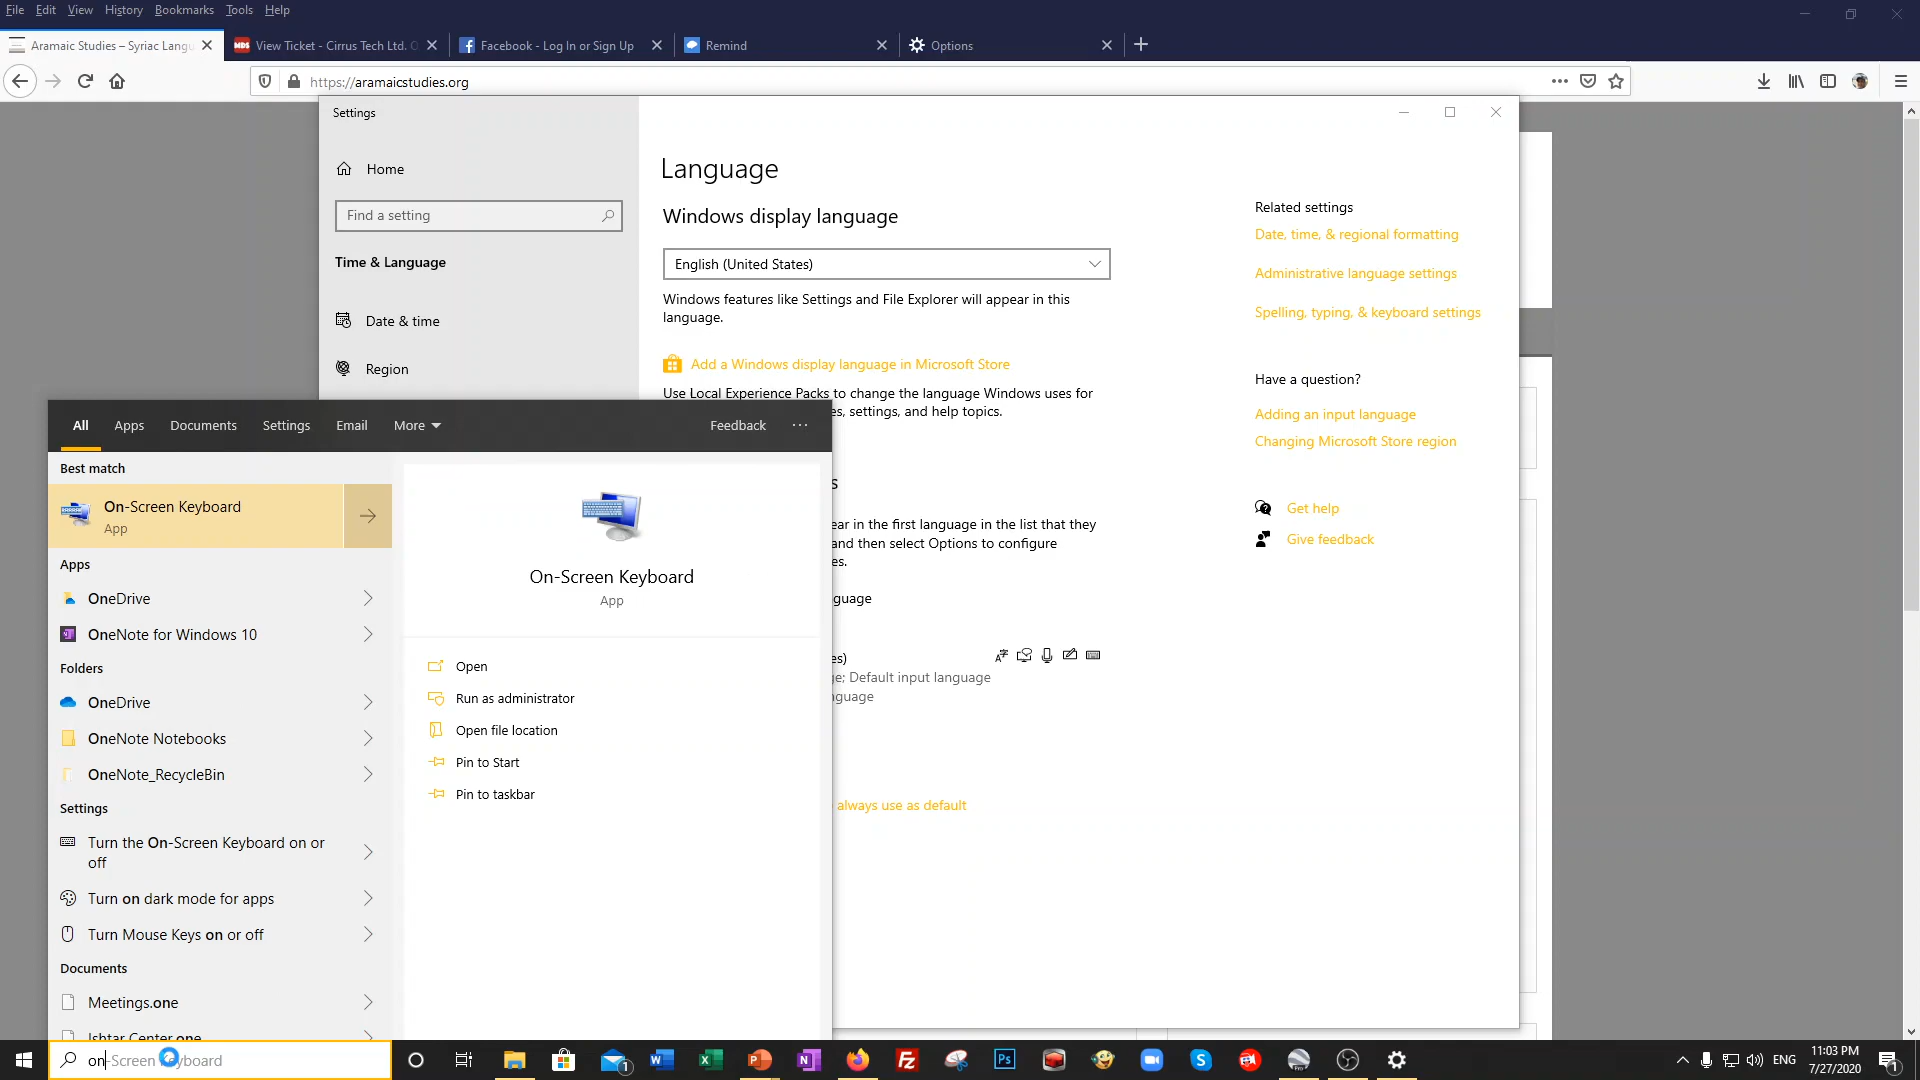 File Edit View History Bookmarks Tools Help
Aramaic Studies – Syriac Langu
View Ticket - Cirrus Tech Ltd.
Facebook - Log In or Sign Up
Remind
Options
https://aramaicstudies.org
Settings
Home
Find a setting
Time & Language
Date & time
Region
Language
Windows display language
English (United States)
Windows features like Settings and File Explorer will appear in this
language.
Add a Windows display language in Microsoft Store
Use Local Experience Packs to change the language Windows uses for
es, settings, and help topics.
s
ear in the first language in the list that they
and then select Options to configure
es.
guage
es)
ge; Default input language
nguage
always use as default
Related settings
Date, time, & regional formatting
Administrative language settings
Spelling, typing, & keyboard settings
Have a question?
Adding an input language
Changing Microsoft Store region
Get help
Give feedback
All Apps Documents Settings Email More Feedback
Best match
On-Screen Keyboard
App
Apps
OneDrive
OneNote for Windows 10
Folders
OneDrive
OneNote Notebooks
OneNote_RecycleBin
Settings
Turn the On-Screen Keyboard on or
off
Turn on dark mode for apps
Turn Mouse Keys on or off
Documents
Meetings.one
Ishtar Center.one
On-Screen Keyboard
App
Open
Run as administrator
Open file location
Pin to Start
Pin to taskbar
on-Screen Keyboard
ENG
11:03 PM
7/27/2020